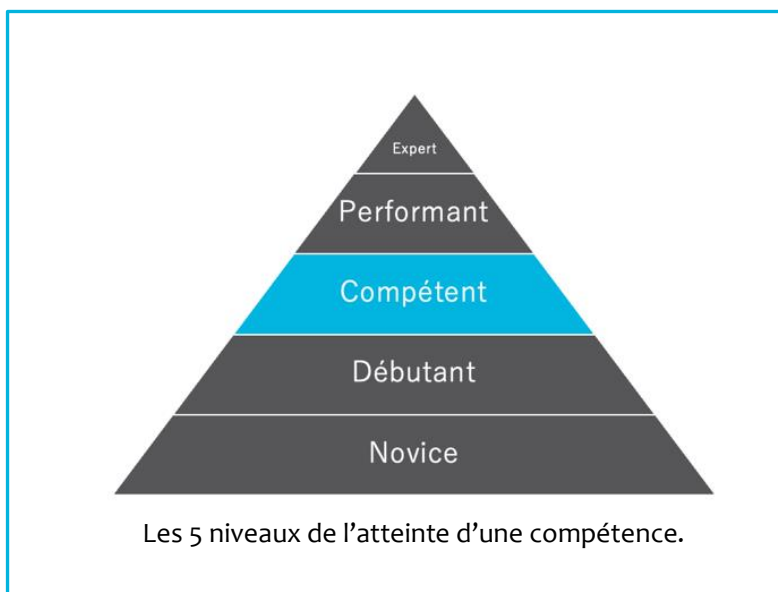 Expert
Performant
Compétent
Débutant
Novice
Les 5 niveaux de l’atteinte d’une compétence.